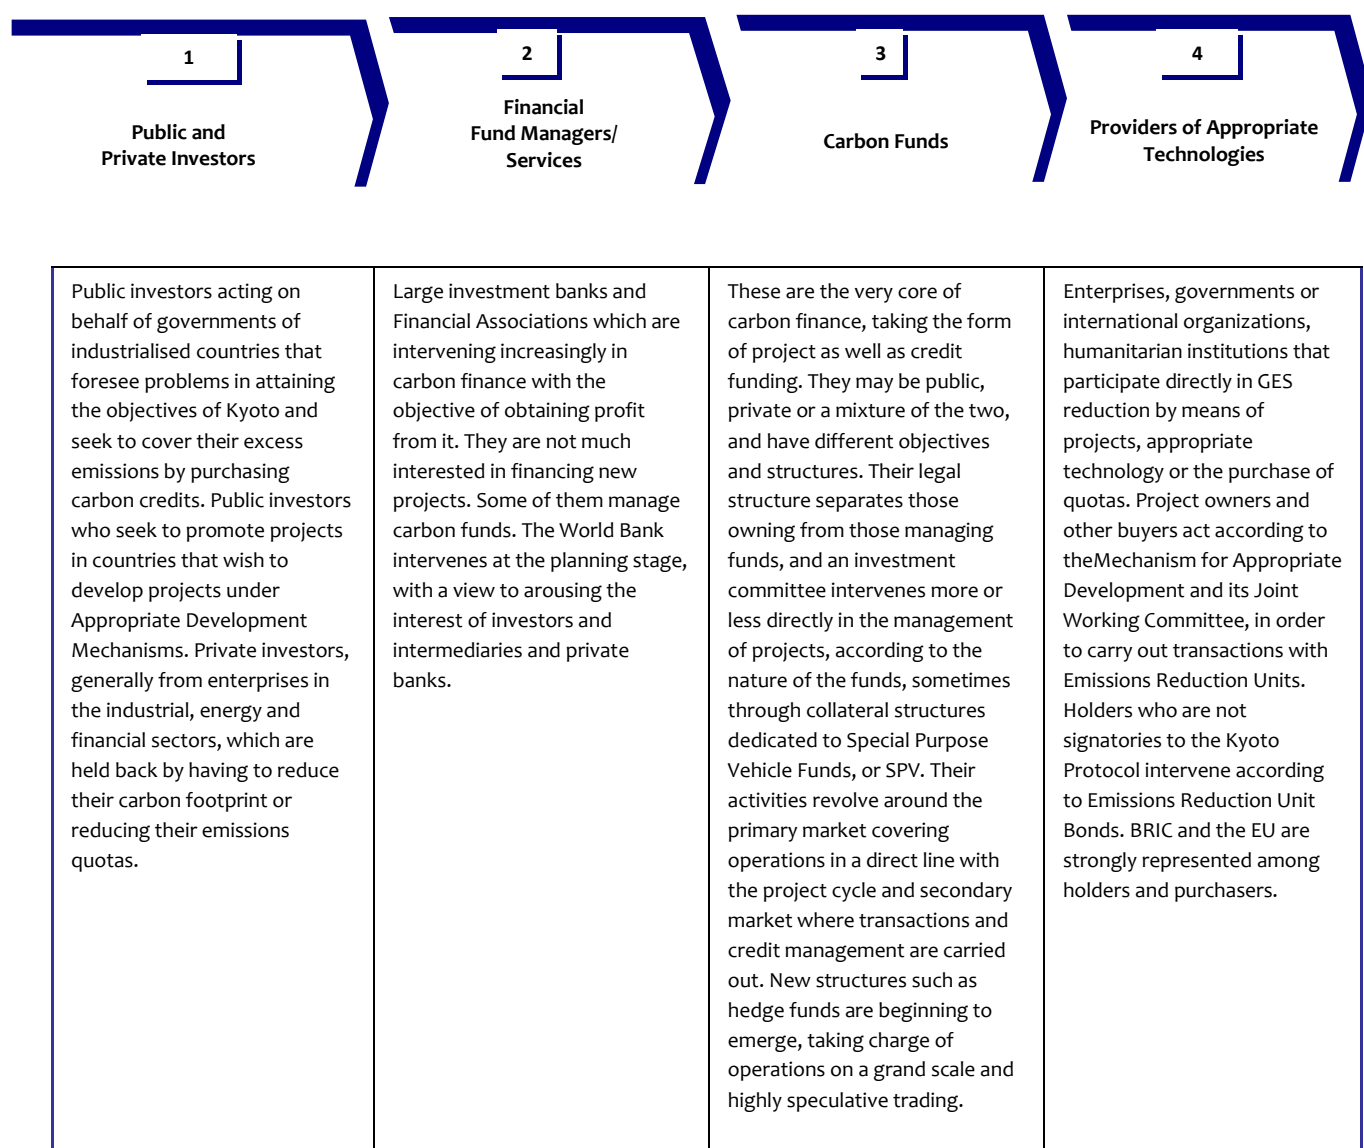 1
Public and
Private Investors
2
Financial
Fund Managers/
Services
3
Carbon Funds
4
Providers of Appropriate
Technologies
Public investors acting on
behalf of governments of
industrialised countries that
foresee problems in attaining
the objectives of Kyoto and
seek to cover their excess
emissions by purchasing
carbon credits. Public investors
who seek to promote projects
in countries that wish to
develop projects under
Appropriate Development
Mechanisms. Private investors,
generally from enterprises in
the industrial, energy and
financial sectors, which are
held back by having to reduce
their carbon footprint or
reducing their emissions
quotas.
Large investment banks and
Financial Associations which are
intervening increasingly in
carbon finance with the
objective of obtaining profit
from it. They are not much
interested in financing new
projects. Some of them manage
carbon funds. The World Bank
intervenes at the planning stage,
with a view to arousing the
interest of investors and
intermediaries and private
banks.
These are the very core of
carbon finance, taking the form
of project as well as credit
funding. They may be public,
private or a mixture of the two,
and have different objectives
and structures. Their legal
structure separates those
owning from those managing
funds, and an investment
committee intervenes more or
less directly in the management
of projects, according to the
nature of the funds, sometimes
through collateral structures
dedicated to Special Purpose
Vehicle Funds, or SPV. Their
activities revolve around the
primary market covering
operations in a direct line with
the project cycle and secondary
market where transactions and
credit management are carried
out. New structures such as
hedge funds are beginning to
emerge, taking charge of
operations on a grand scale and
highly speculative trading.
Enterprises, governments or
international organizations,
humanitarian institutions that
participate directly in GES
reduction by means of
projects, appropriate
technology or the purchase of
quotas. Project owners and
other buyers act according to
theMechanism for Appropriate
Development and its Joint
Working Committee, in order
to carry out transactions with
Emissions Reduction Units.
Holders who are not
signatories to the Kyoto
Protocol intervene according
to Emissions Reduction Unit
Bonds. BRIC and the EU are
strongly represented among
holders and purchasers.